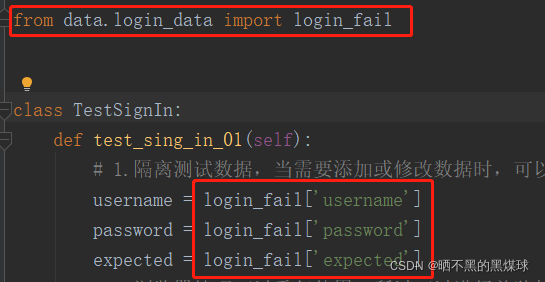 from data.login_data import login_fail
class TestSignIn:
def test_sing_in_01(self):
# 1.隔离测试数据，当需要添加或修改数据时，可以
username = login_fail['username']
password = login_fail['password']
expected = login_fail['expected']
CSDN @晒不黑的黑煤球